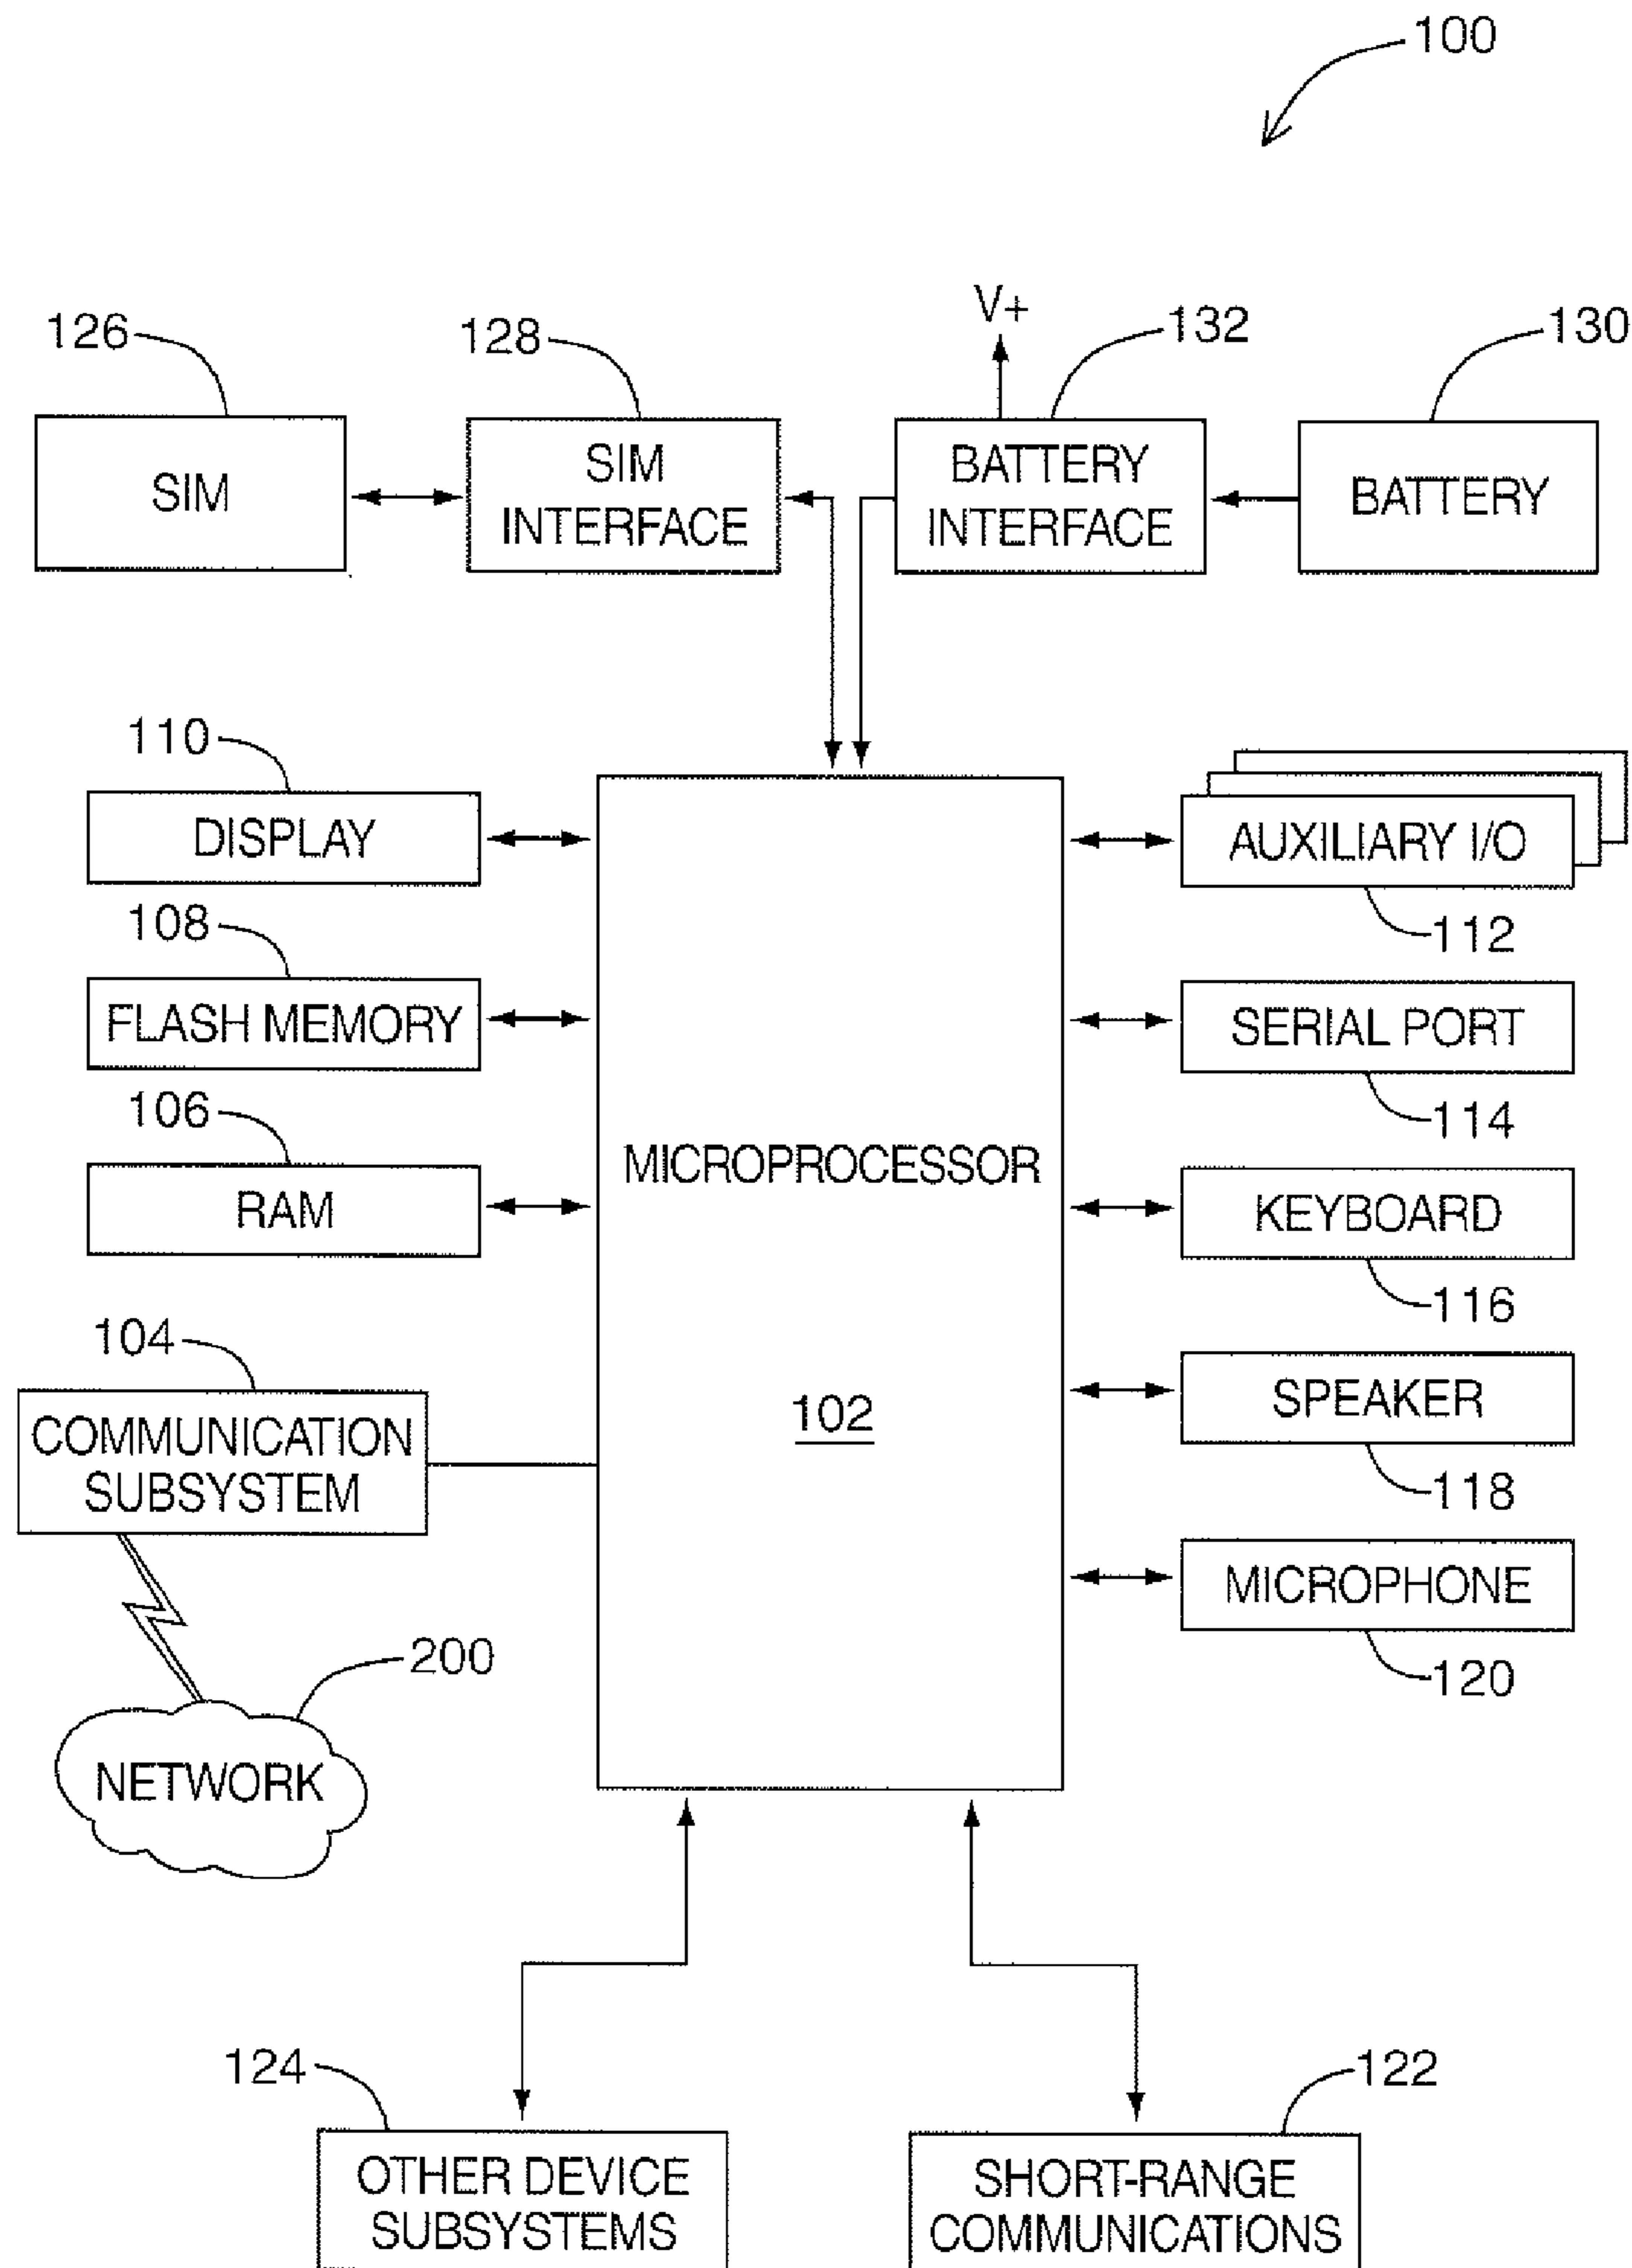 100
V+
126
128
132
130
SIM
SIM
INTERFACE
BATTERY
INTERFACE
BATTERY
110
DISPLAY
AUXILIARY I/O
112
108
FLASH MEMORY
SERIAL PORT
114
106
RAM
MICROPROCESSOR
102
KEYBOARD
116
104
COMMUNICATION
SUBSYSTEM
SPEAKER
118
MICROPHONE
120
200
NETWORK
124
OTHER DEVICE
SUBSYSTEMS
122
SHORT-RANGE
COMMUNICATIONS